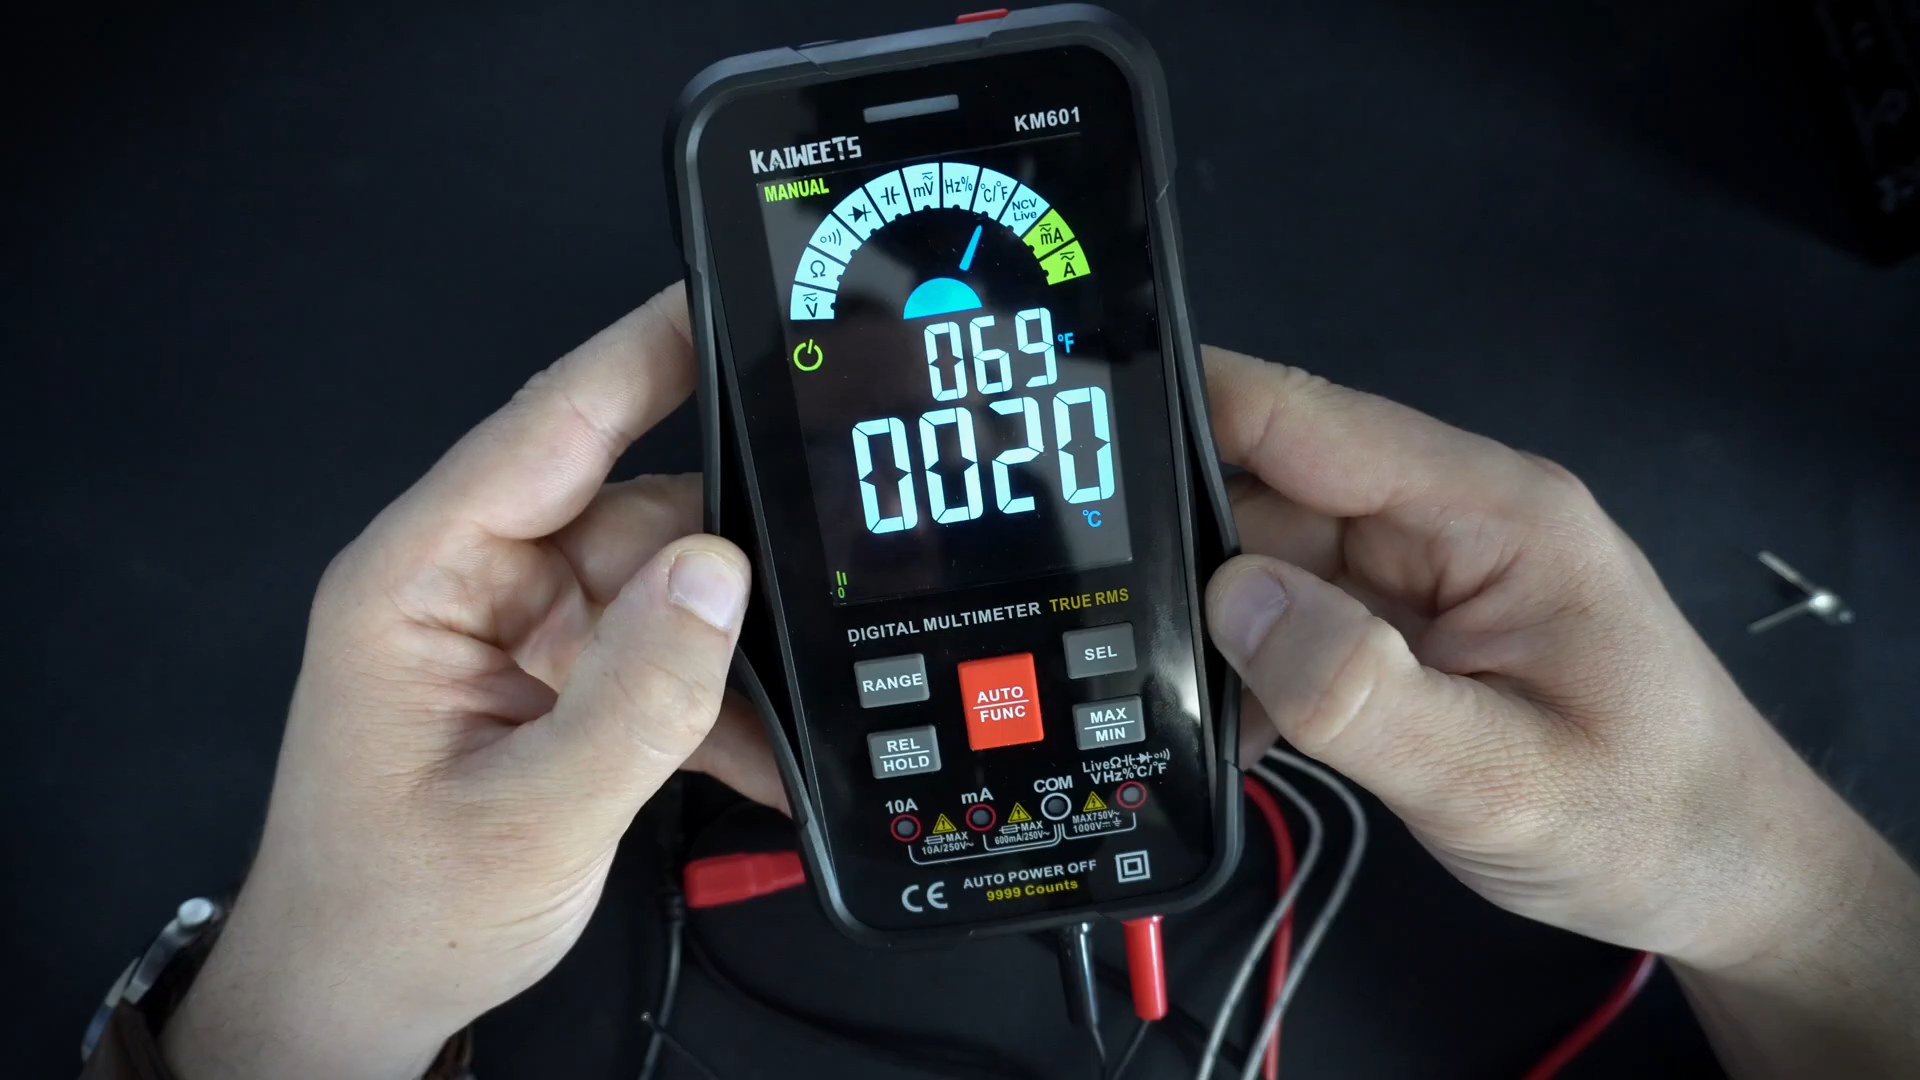 KM601
KAIWEETS
MANUAL
V Ω mV Hz% °C/°F NCV Live mA A
069 °F
0020
°C
0
DIGITAL MULTIMETER TRUE RMS
RANGE
AUTO
FUNC
SEL
REL
HOLD
MAX
MIN
LiveΩ
VHz%°C/°F
10A
mA
COM
MAX
10A/250V~
MAX
600mA/250V~
MAX750V~
1000V
CE
AUTO POWER OFF
9999 Counts